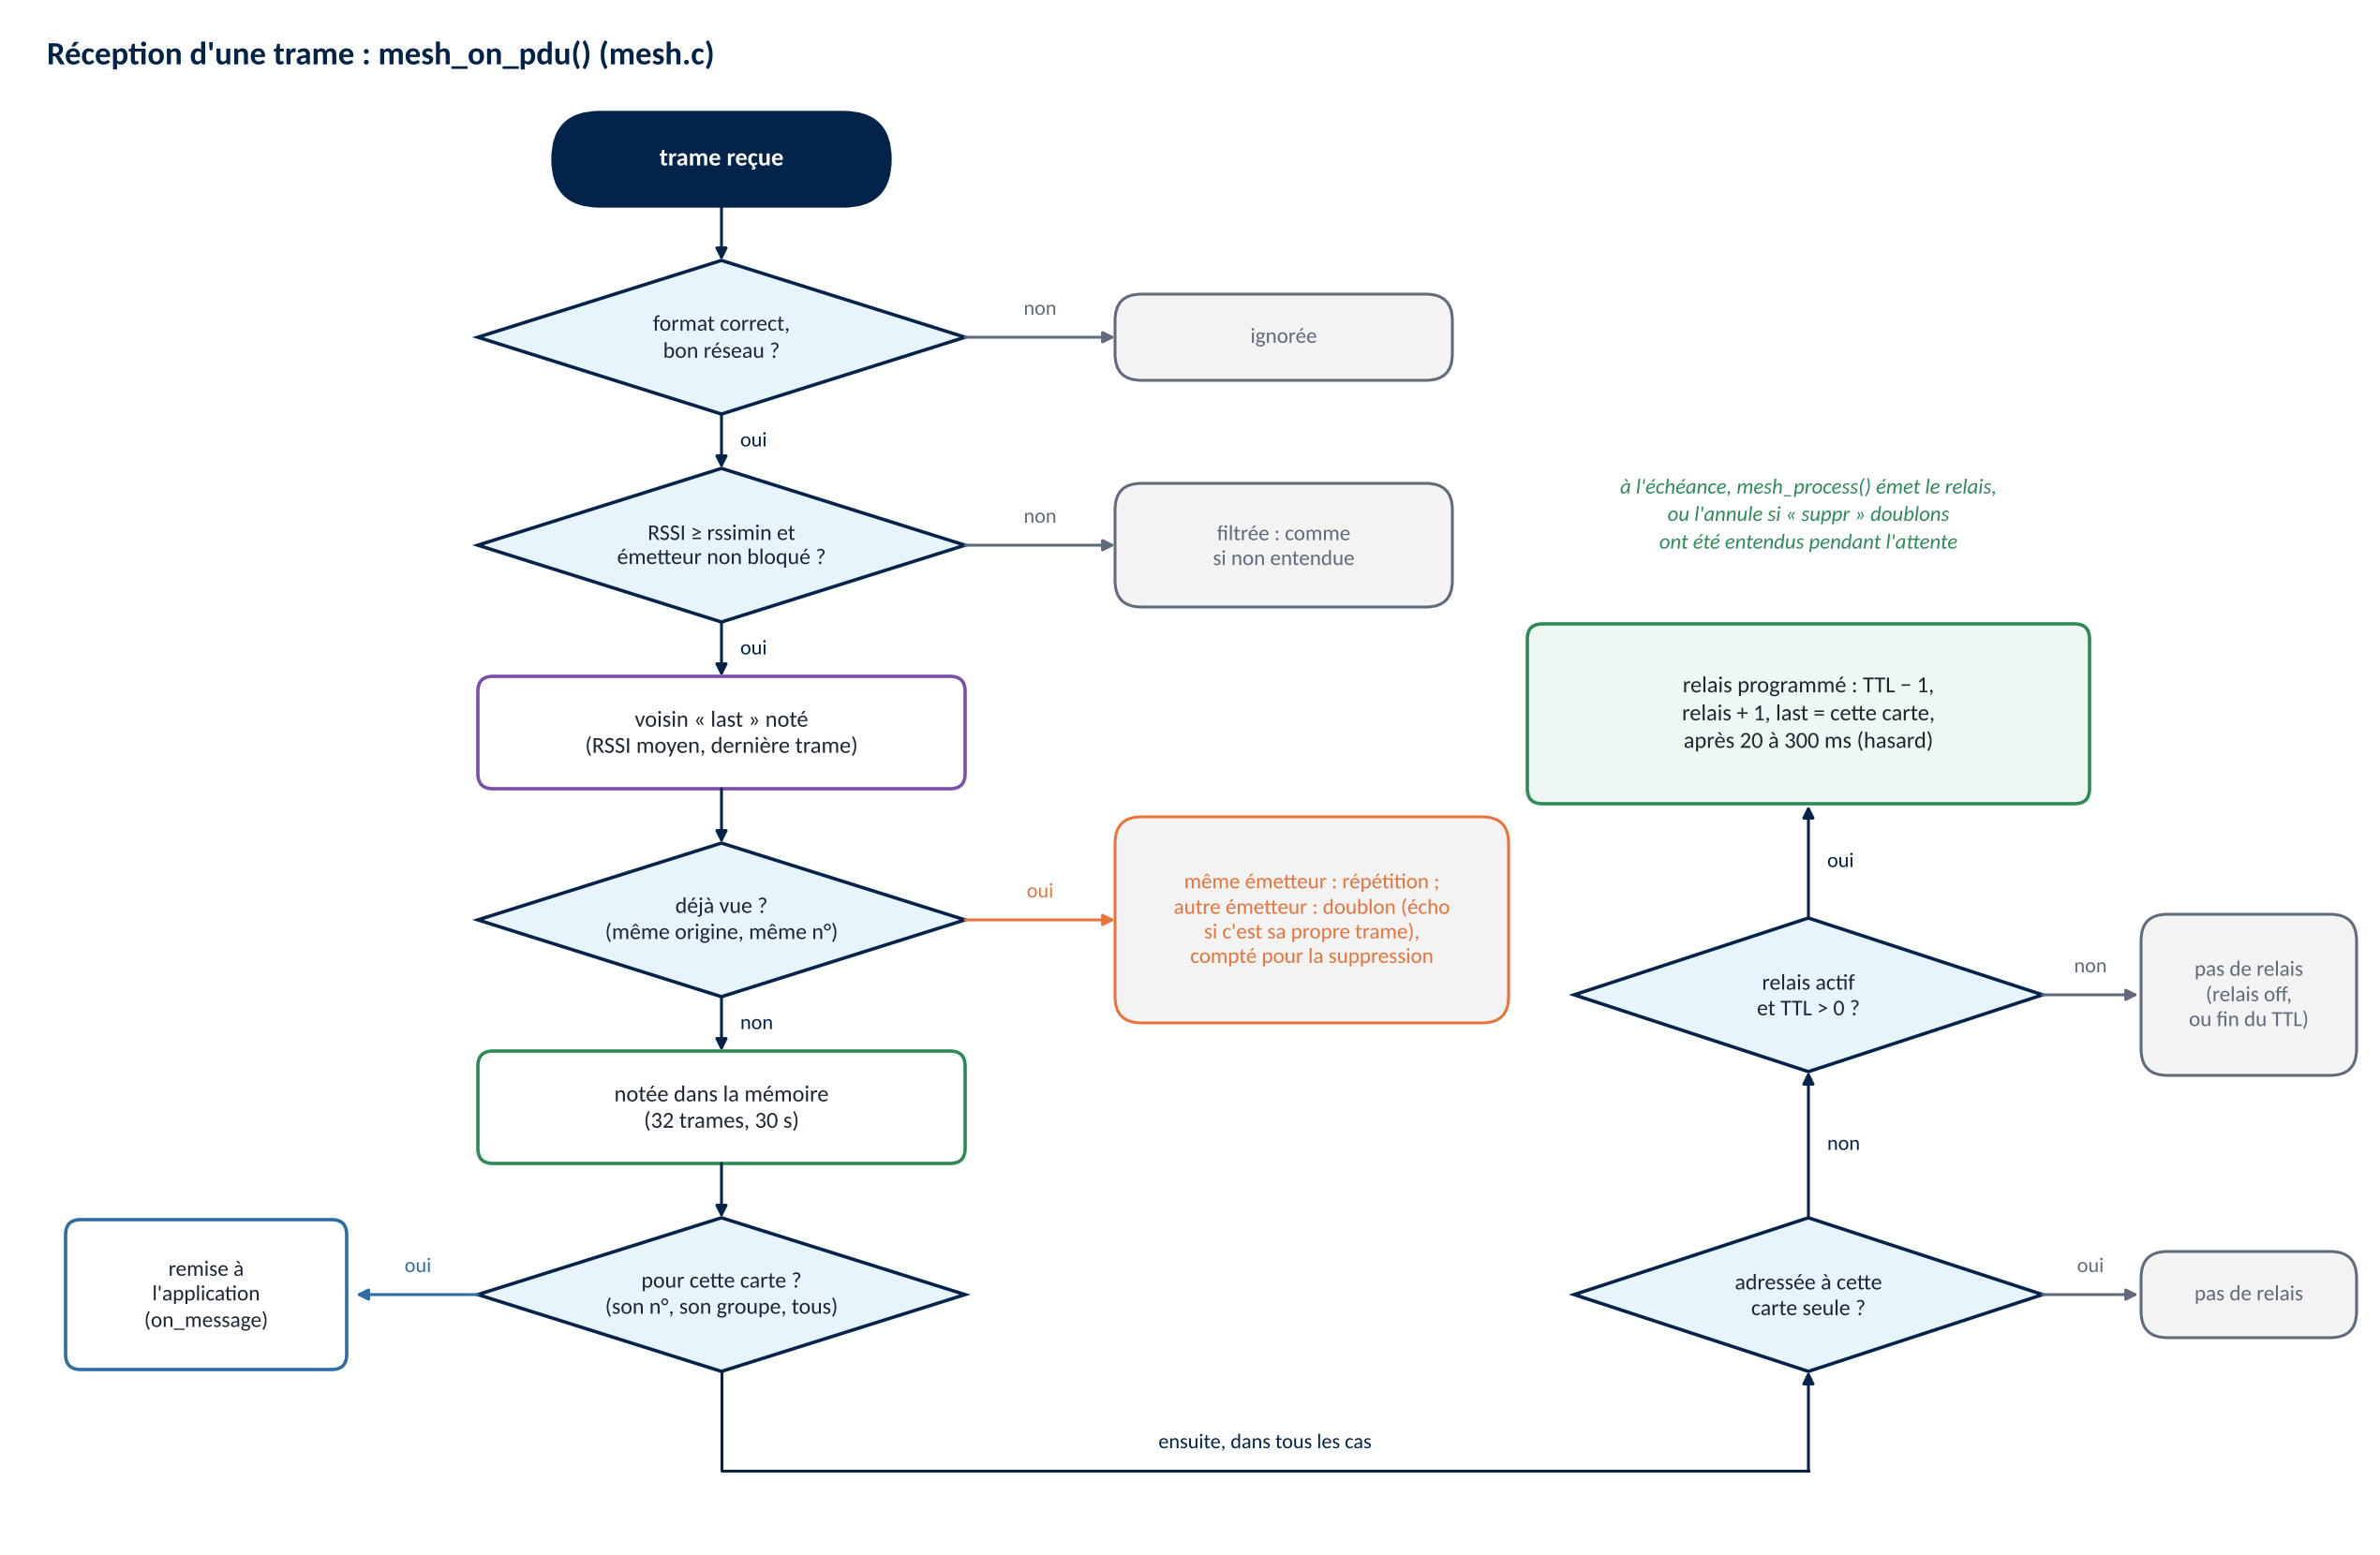 Réception d'une trame : mesh_on_pdu() (mesh.c)
trame reçue
format correct,
bon réseau ?
non
ignorée
oui
RSSI ≥ rssimin et
émetteur non bloqué ?
non
filtrée : comme
si non entendue
oui
voisin « last » noté
(RSSI moyen, dernière trame)
déjà vue ?
(même origine, même n°)
oui
même émetteur : répétition ;
autre émetteur : doublon (écho
si c'est sa propre trame),
compté pour la suppression
non
notée dans la mémoire
(32 trames, 30 s)
pour cette carte ?
(son n°, son groupe, tous)
oui
remise à
l'application
(on_message)
ensuite, dans tous les cas
adressée à cette
carte seule ?
oui
pas de relais
non
relais actif
et TTL > 0 ?
non
pas de relais
(relais off,
ou fin du TTL)
oui
relais programmé : TTL − 1,
relais + 1, last = cette carte,
après 20 à 300 ms (hasard)
à l'échéance, mesh_process() émet le relais,
ou l'annule si « suppr » doublons
ont été entendus pendant l'attente